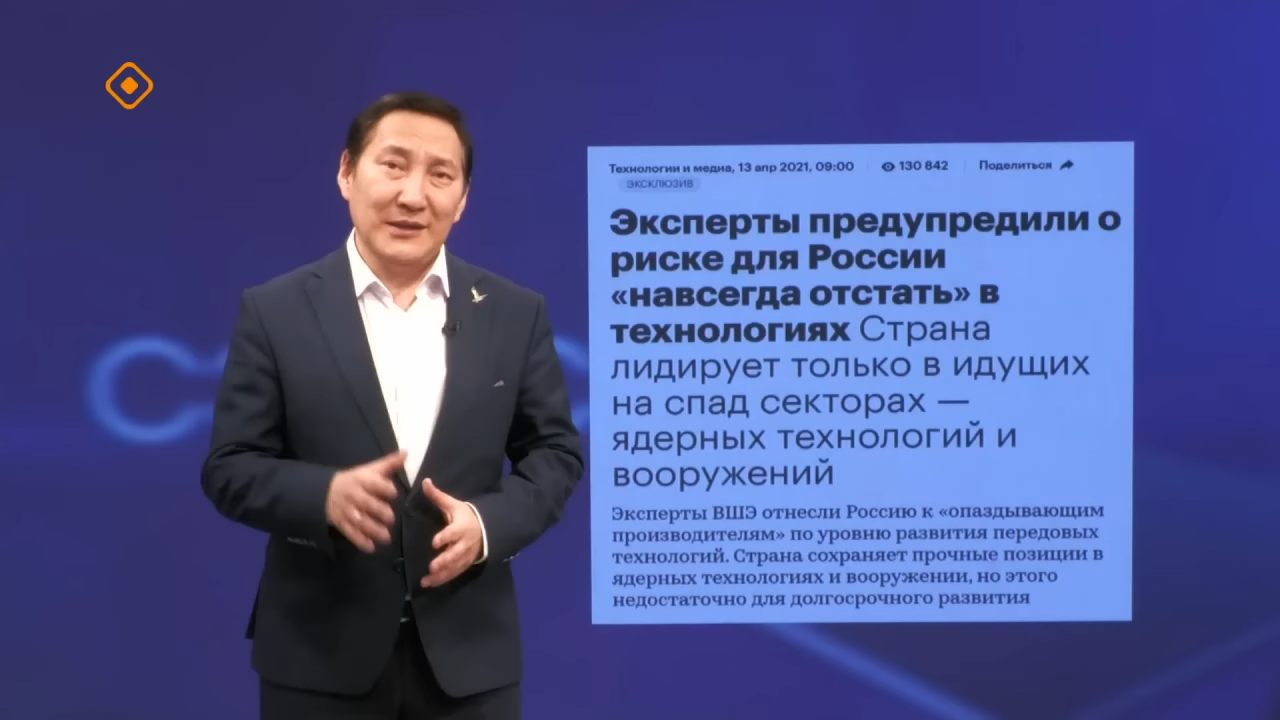 Технологии и медиа, 13 апр 2021, 09:00 130 842 Поделиться
ЭКСКЛЮЗИВ
Эксперты предупредили о
риске для России
«навсегда отстать» в
технологиях Страна
лидирует только в идущих
на спад секторах —
ядерных технологий и
вооружений
Эксперты ВШЭ отнесли Россию к «опаздывающим
производителям» по уровню развития передовых
технологий. Страна сохраняет прочные позиции в
ядерных технологиях и вооружении, но этого
недостаточно для долгосрочного развития